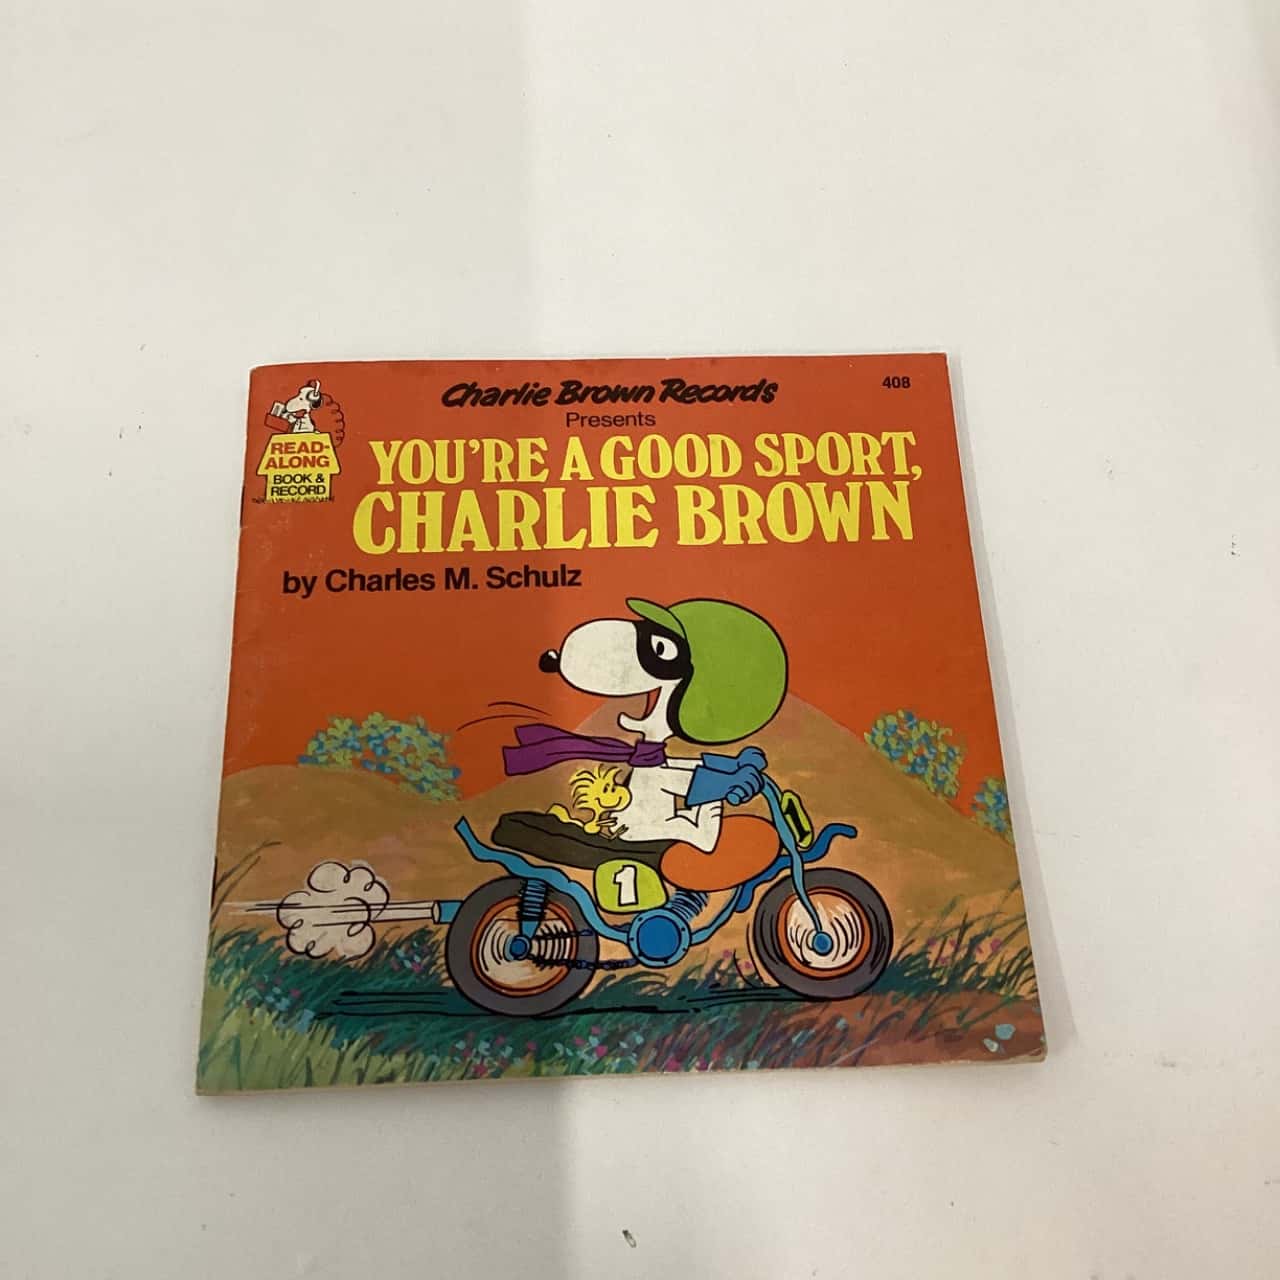 Charlie Brown Records
408
Presents
READ-
ALONG
BOOK &
RECORD
YOU'RE A GOOD SPORT,
CHARLIE BROWN
by Charles M. Schulz
1
1